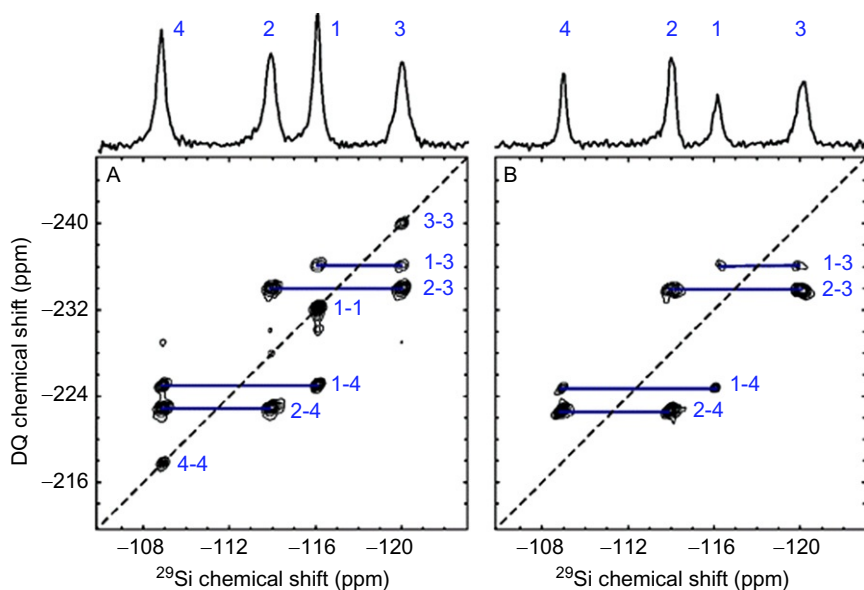 4 2 1 3
4 2 1 3
A
B
3-3
1-3
2-3
1-1
1-4
2-4
4-4
1-3
2-3
1-4
2-4
DQ chemical shift (ppm)
−240
−232
−224
−216
−108 −112 −116 −120
−108 −112 −116 −120
29Si chemical shift (ppm)
29Si chemical shift (ppm)